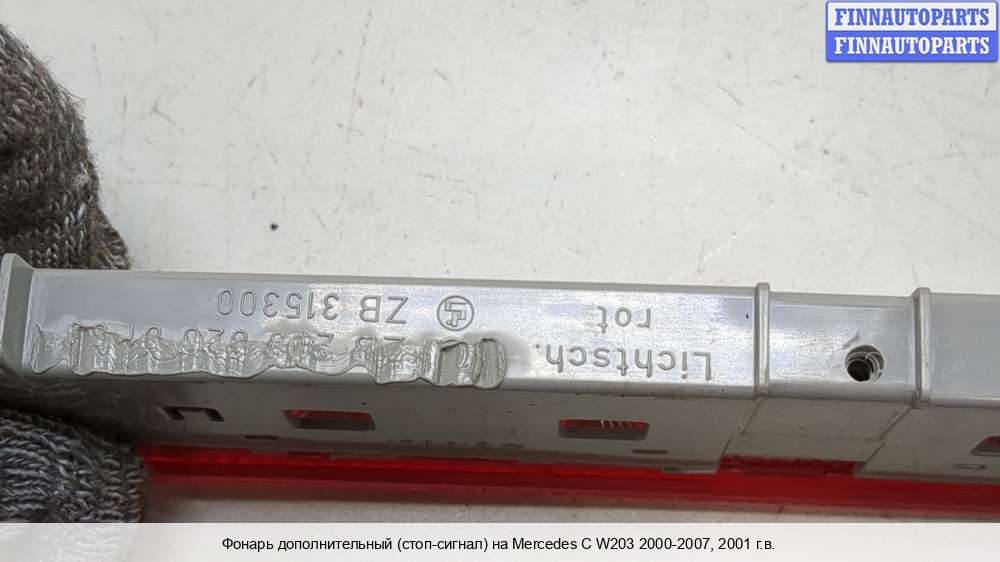 FINNAUTOPARTS
FINNAUTOPARTS
Lichtsch.
rot
ZB 315300
Фонарь дополнительный (стоп-сигнал) на Mercedes C W203 2000-2007, 2001 г.в.